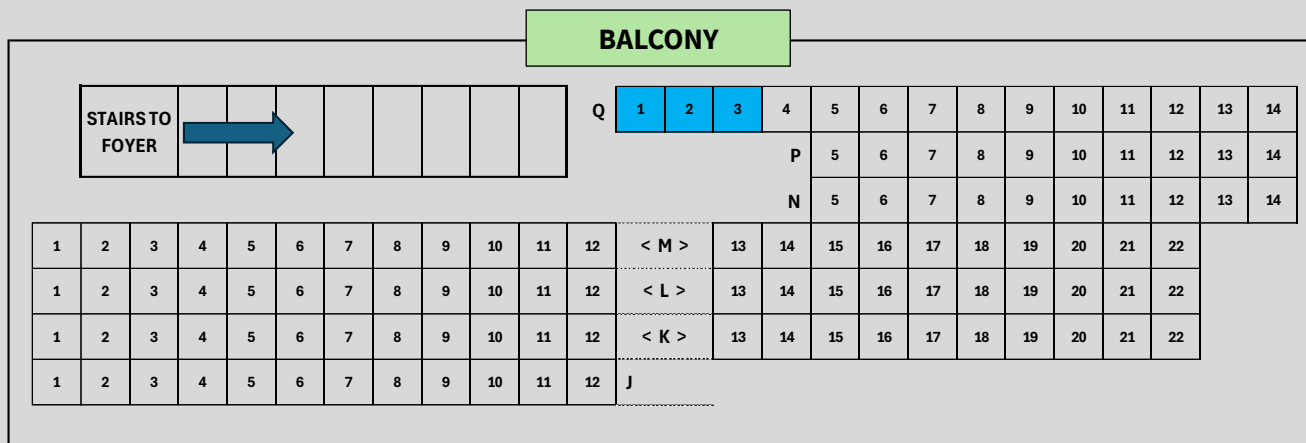 BALCONY
STAIRS TO
FOYER
Q 1 2 3 4 5 6 7 8 9 10 11 12 13 14
P 5 6 7 8 9 10 11 12 13 14
N 5 6 7 8 9 10 11 12 13 14
1 2 3 4 5 6 7 8 9 10 11 12 < M > 13 14 15 16 17 18 19 20 21 22
1 2 3 4 5 6 7 8 9 10 11 12 < L > 13 14 15 16 17 18 19 20 21 22
1 2 3 4 5 6 7 8 9 10 11 12 < K > 13 14 15 16 17 18 19 20 21 22
1 2 3 4 5 6 7 8 9 10 11 12 J